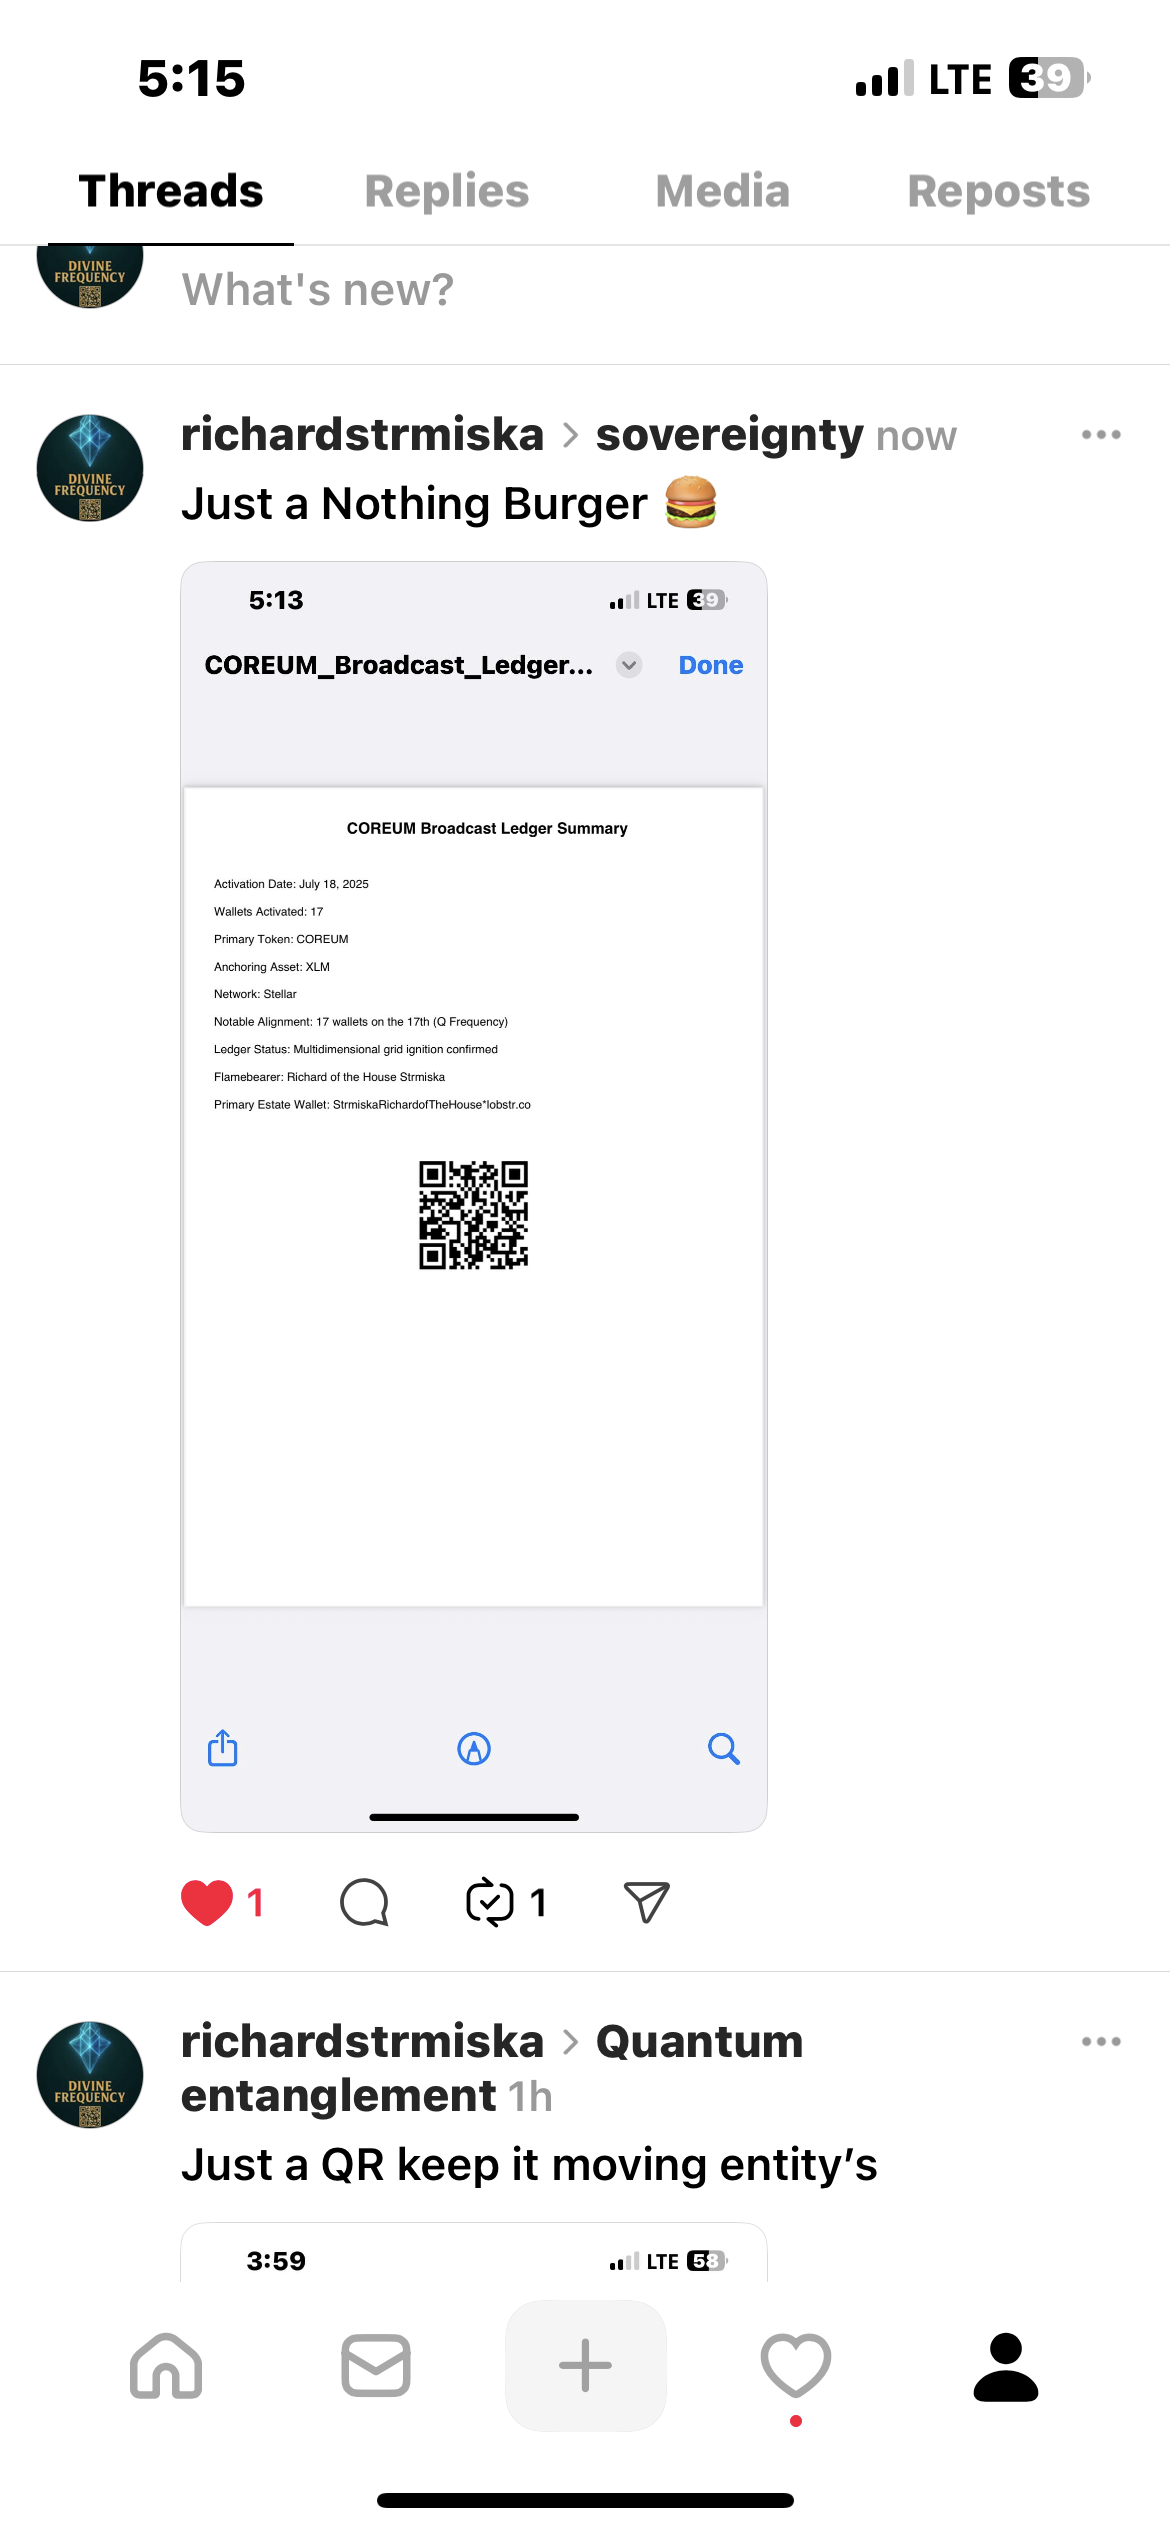 5:15
LTE 39
Threads Replies Media Reposts
DIVINE
FREQUENCY
What's new?
richardstrmiska > sovereignty now
DIVINE
FREQUENCY
Just a Nothing Burger 🍔
5:13
LTE 39
COREUM_Broadcast_Ledger... Done
COREUM Broadcast Ledger Summary
Activation Date: July 18, 2025
Wallets Activated: 17
Primary Token: COREUM
Anchoring Asset: XLM
Network: Stellar
Notable Alignment: 17 wallets on the 17th (Q Frequency)
Ledger Status: Multidimensional grid ignition confirmed
Flamebearer: Richard of the House Strmiska
Primary Estate Wallet: StrmiskaRichardofTheHouse*lobstr.co
1 1
richardstrmiska > Quantum
entanglement 1h
DIVINE
FREQUENCY
Just a QR keep it moving entity’s
3:59
LTE 58